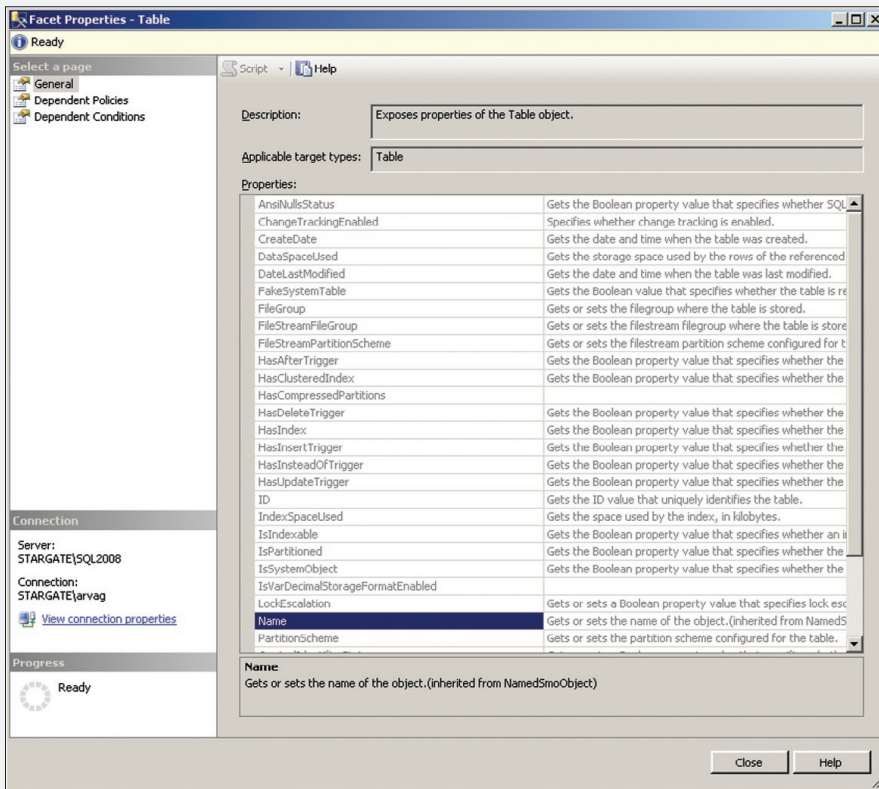 Facet Properties - Table
Ready
Select a page
General
Dependent Policies
Dependent Conditions
Script
Help
Description:
Exposes properties of the Table object.
Applicable target types:
Table
Properties:
AnsiNullsStatus Gets the Boolean property value that specifies whether SQL
ChangeTrackingEnabled Specifies whether change tracking is enabled.
CreateDate Gets the date and time when the table was created.
DataSpaceUsed Gets the storage space used by the rows of the referenced
DateLastModified Gets the date and time when the table was last modified.
FakeSystemTable Gets the Boolean value that specifies whether the table is re
FileGroup Gets or sets the filegroup where the table is stored.
FileStreamFileGroup Gets or sets the filestream filegroup where the table is store
FileStreamPartitionScheme Gets or sets the filestream partition scheme configured for t
HasAfterTrigger Gets the Boolean property value that specifies whether the
HasClusteredIndex Gets the Boolean property value that specifies whether the
HasCompressedPartitions
HasDeleteTrigger Gets the Boolean property value that specifies whether the
HasIndex Gets the Boolean property value that specifies whether the
HasInsertTrigger Gets the Boolean property value that specifies whether the
HasInsteadOfTrigger Gets the Boolean property value that specifies whether the
HasUpdateTrigger Gets the Boolean property value that specifies whether the
ID Gets the ID value that uniquely identifies the table.
IndexSpaceUsed Gets the space used by the index, in kilobytes.
IsIndexable Gets the Boolean property value that specifies whether an i
IsPartitioned Gets the Boolean property value that specifies whether the
IsSystemObject Gets the Boolean property value that specifies whether the
IsVarDecimalStorageFormatEnabled
LockEscalation Gets or sets a Boolean property value that specifies lock esc
Name Gets or sets the name of the object.(inherited from NamedS
PartitionScheme Gets or sets the partition scheme configured for the table.
Name
Gets or sets the name of the object.(inherited from NamedSmoObject)
Connection
Server:
STARGATE\SQL2008
Connection:
STARGATE\arvag
View connection properties
Progress
Ready
Close
Help